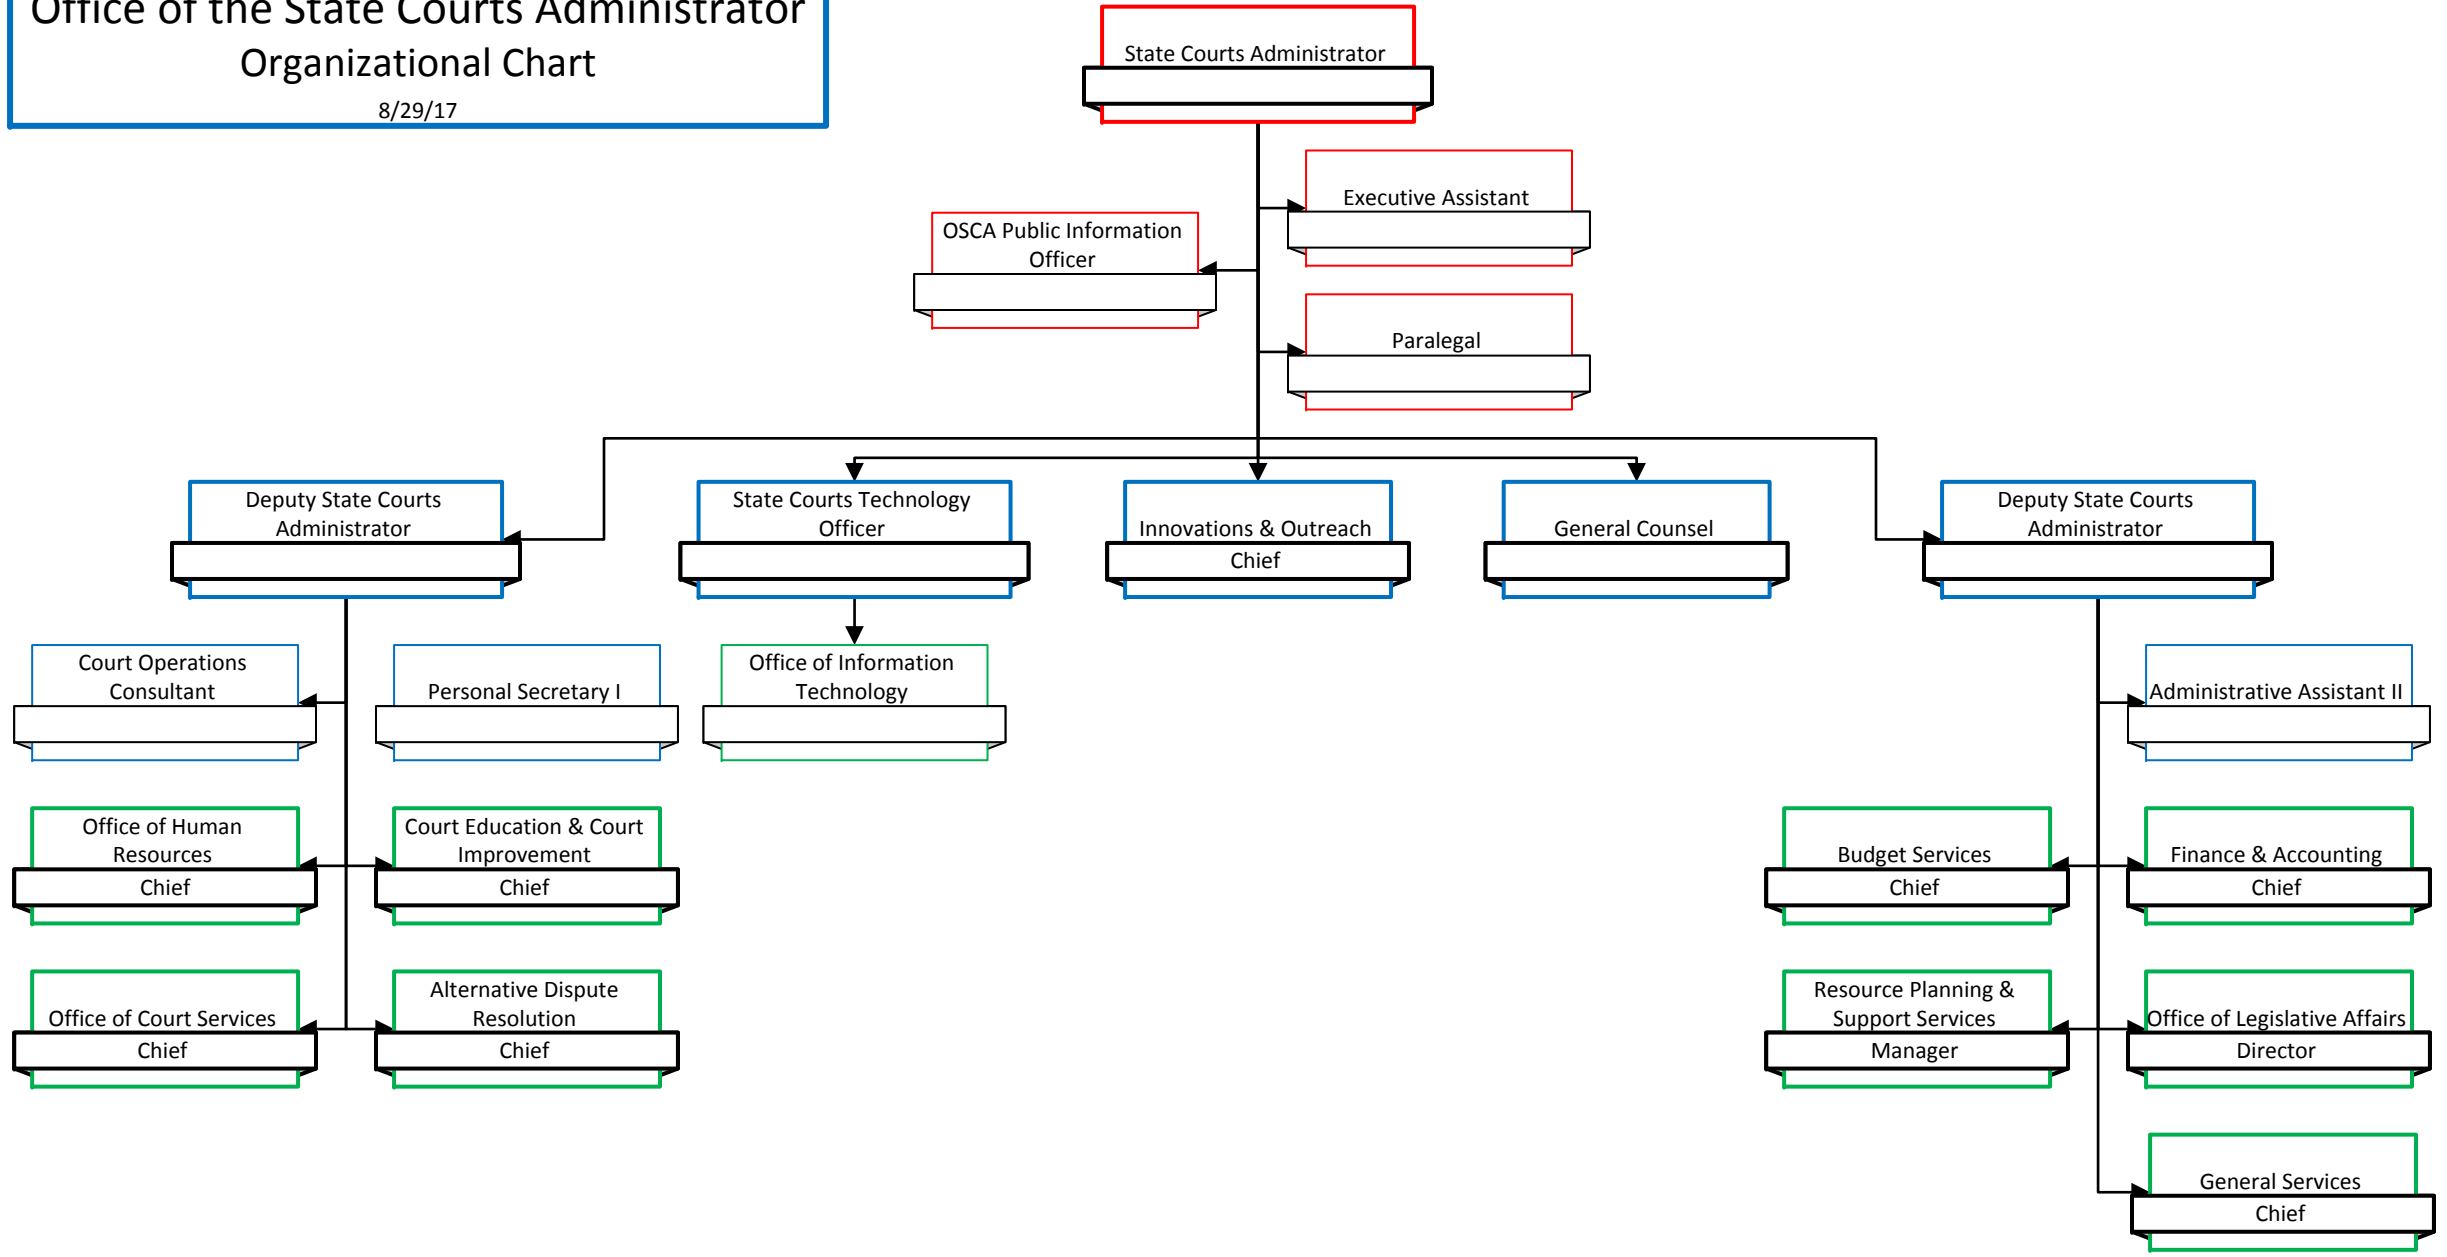 Office of the State Courts Administrator
Organizational Chart
8/29/17
State Courts Administrator
Executive Assistant
OSCA Public Information
Officer
Paralegal
Deputy State Courts
Administrator
State Courts Technology
Officer
Innovations & Outreach
Chief
General Counsel
Deputy State Courts
Administrator
Court Operations
Consultant
Personal Secretary I
Office of Information
Technology
Administrative Assistant II
Office of Human
Resources
Chief
Court Education & Court
Improvement
Chief
Budget Services
Chief
Finance & Accounting
Chief
Office of Court Services
Chief
Alternative Dispute
Resolution
Chief
Resource Planning &
Support Services
Manager
Office of Legislative Affairs
Director
General Services
Chief